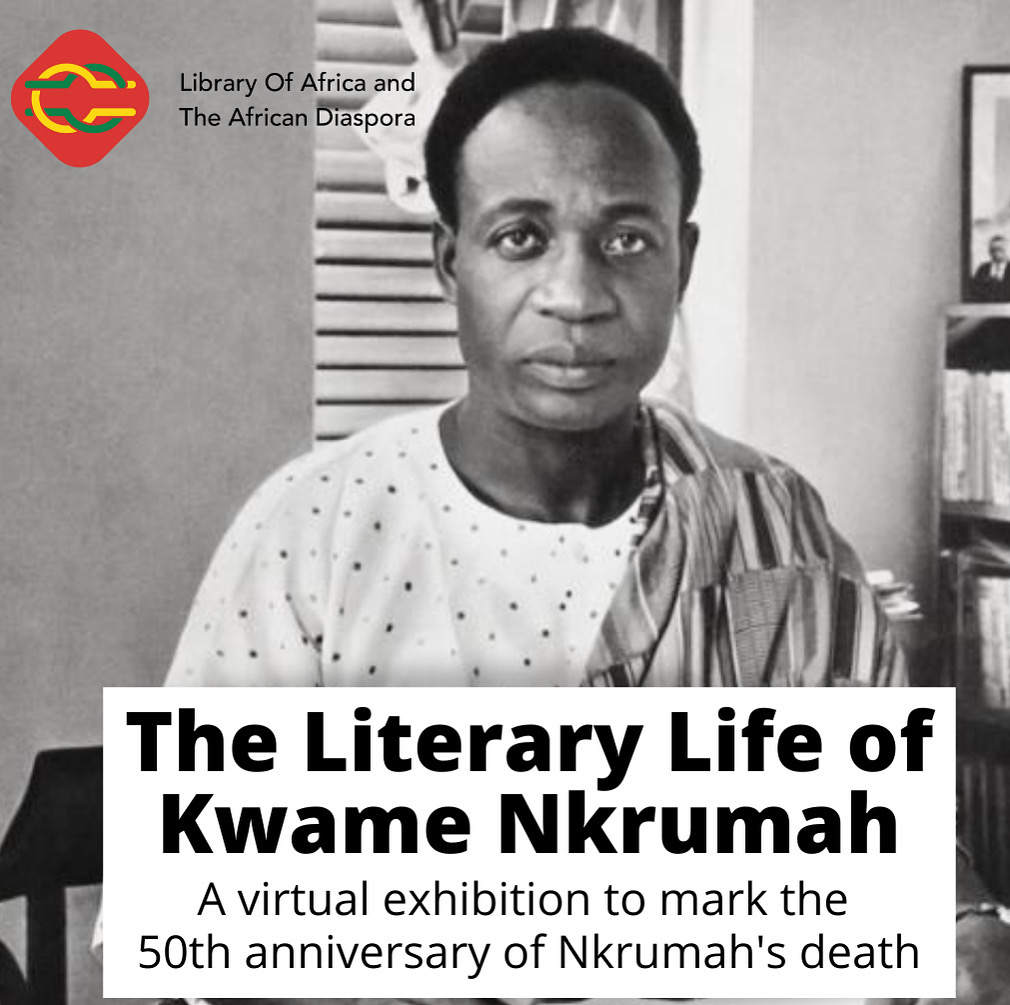 Library Of Africa and
The African Diaspora
The Literary Life of
Kwame Nkrumah
A virtual exhibition to mark the
50th anniversary of Nkrumah's death